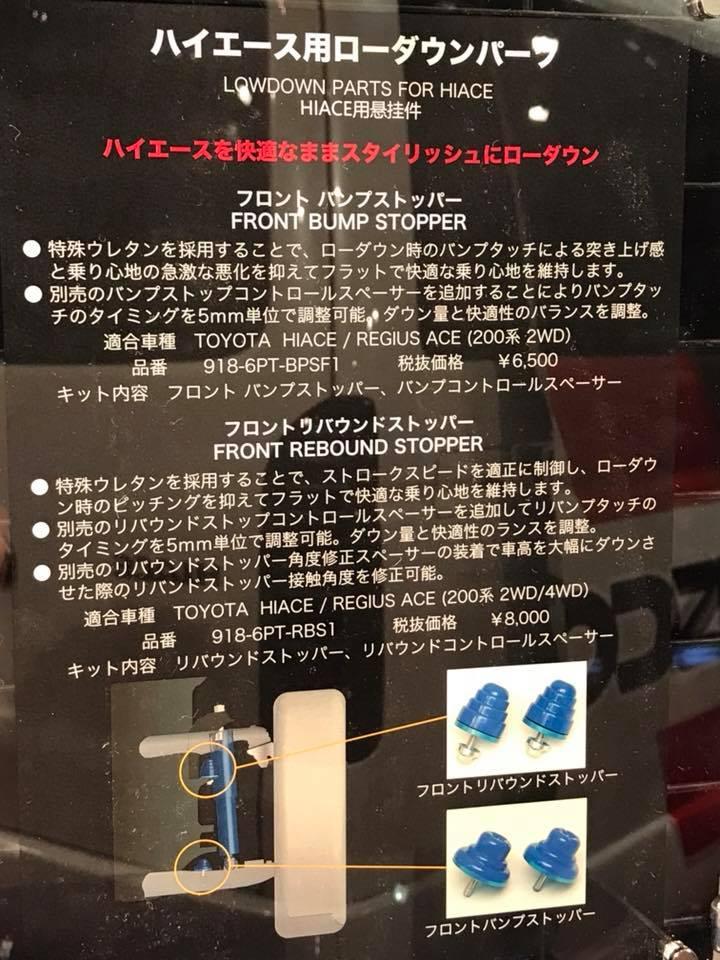 ハイエース用ローダウンパーツ
LOWDOWN PARTS FOR HIACE
HIACE用悬挂件
ハイエースを快適なままスタイリッシュにローダウン
フロント バンプストッパー
FRONT BUMP STOPPER
● 特殊ウレタンを採用することで、ローダウン時のバンプタッチによる突き上げ感
と乗り心地の急激な悪化を抑えてフラットで快適な乗り心地を維持します。
● 別売のバンプストップコントロールスペーサーを追加することによりバンプタッ
チのタイミングを5mm単位で調整可能。ダウン量と快適性のバランスを調整。
適合車種 TOYOTA HIACE / REGIUS ACE (200系 2WD)
品番 918-6PT-BPSF1 税抜価格 ¥6,500
キット内容 フロント バンプストッパー、バンプコントロールスペーサー
フロントリバウンドストッパー
FRONT REBOUND STOPPER
● 特殊ウレタンを採用することで、ストロークスピードを適正に制御し、ローダウ
ン時のピッチングを抑えてフラットで快適な乗り心地を維持します。
● 別売のリバウンドストップコントロールスペーサーを追加してリバンプタッチの
タイミングを5mm単位で調整可能。ダウン量と快適性のランスを調整。
● 別売のリバウンドストッパー角度修正スペーサーの装着で車高を大幅にダウンさ
せた際のリバンドストッパー接触角度を修正可能。
適合車種 TOYOTA HIACE / REGIUS ACE (200系 2WD/4WD)
品番 918-6PT-RBS1 税抜価格 ¥8,000
キット内容 リバウンドストッパー、リバウンドコントロールスペーサー
フロントリバウンドストッパー
フロントバンプストッパー